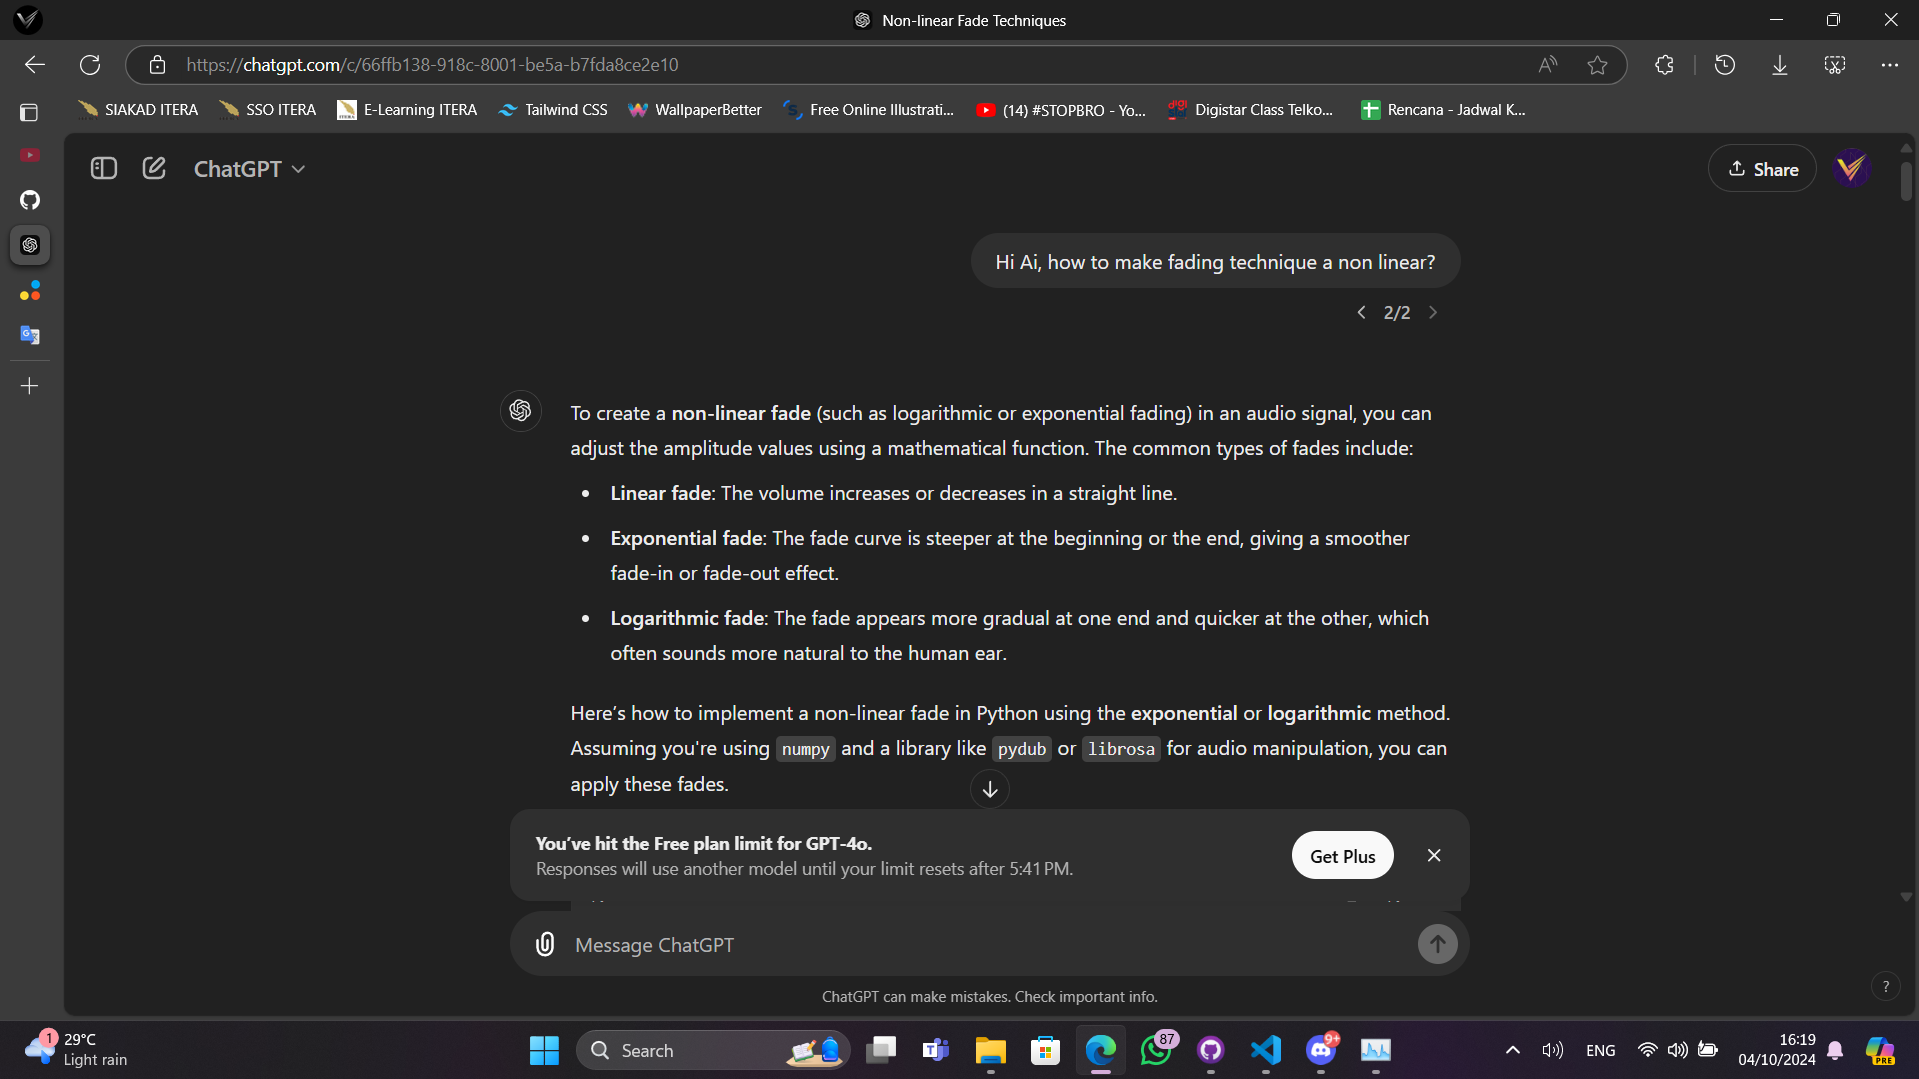 Non-linear Fade Techniques
https://chatgpt.com/c/66ffb138-918c-8001-be5a-b7fda8ce2e10
SIAKAD ITERA
SSO ITERA
E-Learning ITERA
Tailwind CSS
WallpaperBetter
Free Online Illustrati...
(14) #STOPBRO - Yo...
Digistar Class Telko...
Rencana - Jadwal K...
ChatGPT
Share
Hi Ai, how to make fading technique a non linear?
2/2
To create a non-linear fade (such as logarithmic or exponential fading) in an audio signal, you can
adjust the amplitude values using a mathematical function. The common types of fades include:
• Linear fade: The volume increases or decreases in a straight line.
• Exponential fade: The fade curve is steeper at the beginning or the end, giving a smoother
fade-in or fade-out effect.
• Logarithmic fade: The fade appears more gradual at one end and quicker at the other, which
often sounds more natural to the human ear.
Here's how to implement a non-linear fade in Python using the exponential or logarithmic method.
Assuming you're using numpy and a library like pydub or librosa for audio manipulation, you can
apply these fades.
You've hit the Free plan limit for GPT-4o.
Responses will use another model until your limit resets after 5:41 PM.
Get Plus
Message ChatGPT
ChatGPT can make mistakes. Check important info.
?
1
29°C
Light rain
Search
87
9+
ENG
16:19
04/10/2024
PRE